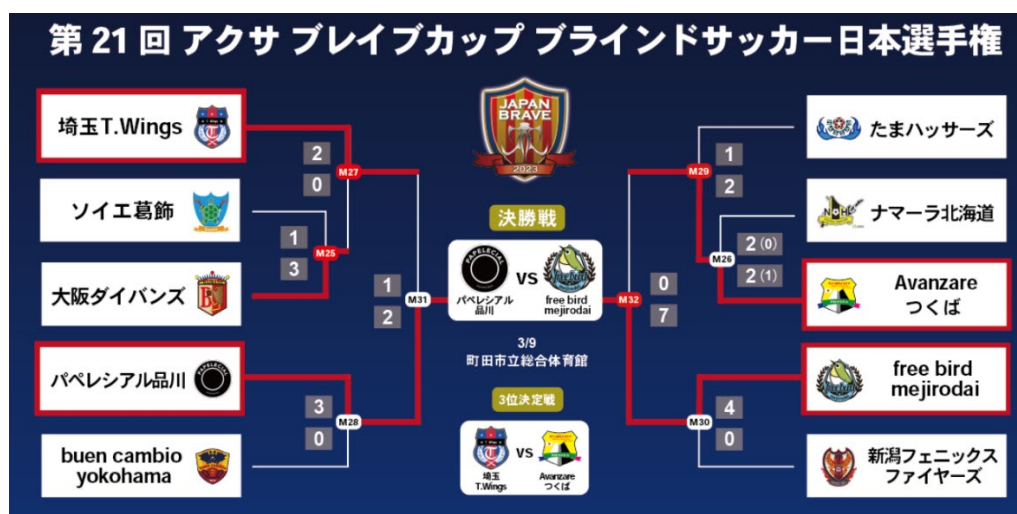 第 21 回 アクサ ブレイブカップ ブラインドサッカー日本選手権
JAPAN
BRAVE
2023
埼玉T.Wings
ソイエ葛飾
大阪ダイバンズ
パペレシアル品川
PAPELECIAL
buen cambio
yokohama
2
0
M27
1
3
M25
3
0
M28
1
2
M31
決勝戦
PAPELECIAL
パペレシアル
品川
VS
free bird
free bird
mejirodai
3/9
町田市立総合体育館
3位決定戦
埼玉
T.Wings
VS
Avanzare
つくば
0
7
M32
1
2
M29
2 (0)
2 (1)
M26
4
0
M30
たまハッサーズ
ナマーラ北海道
Avanzare
つくば
free bird
mejirodai
新潟フェニックス
ファイヤーズ